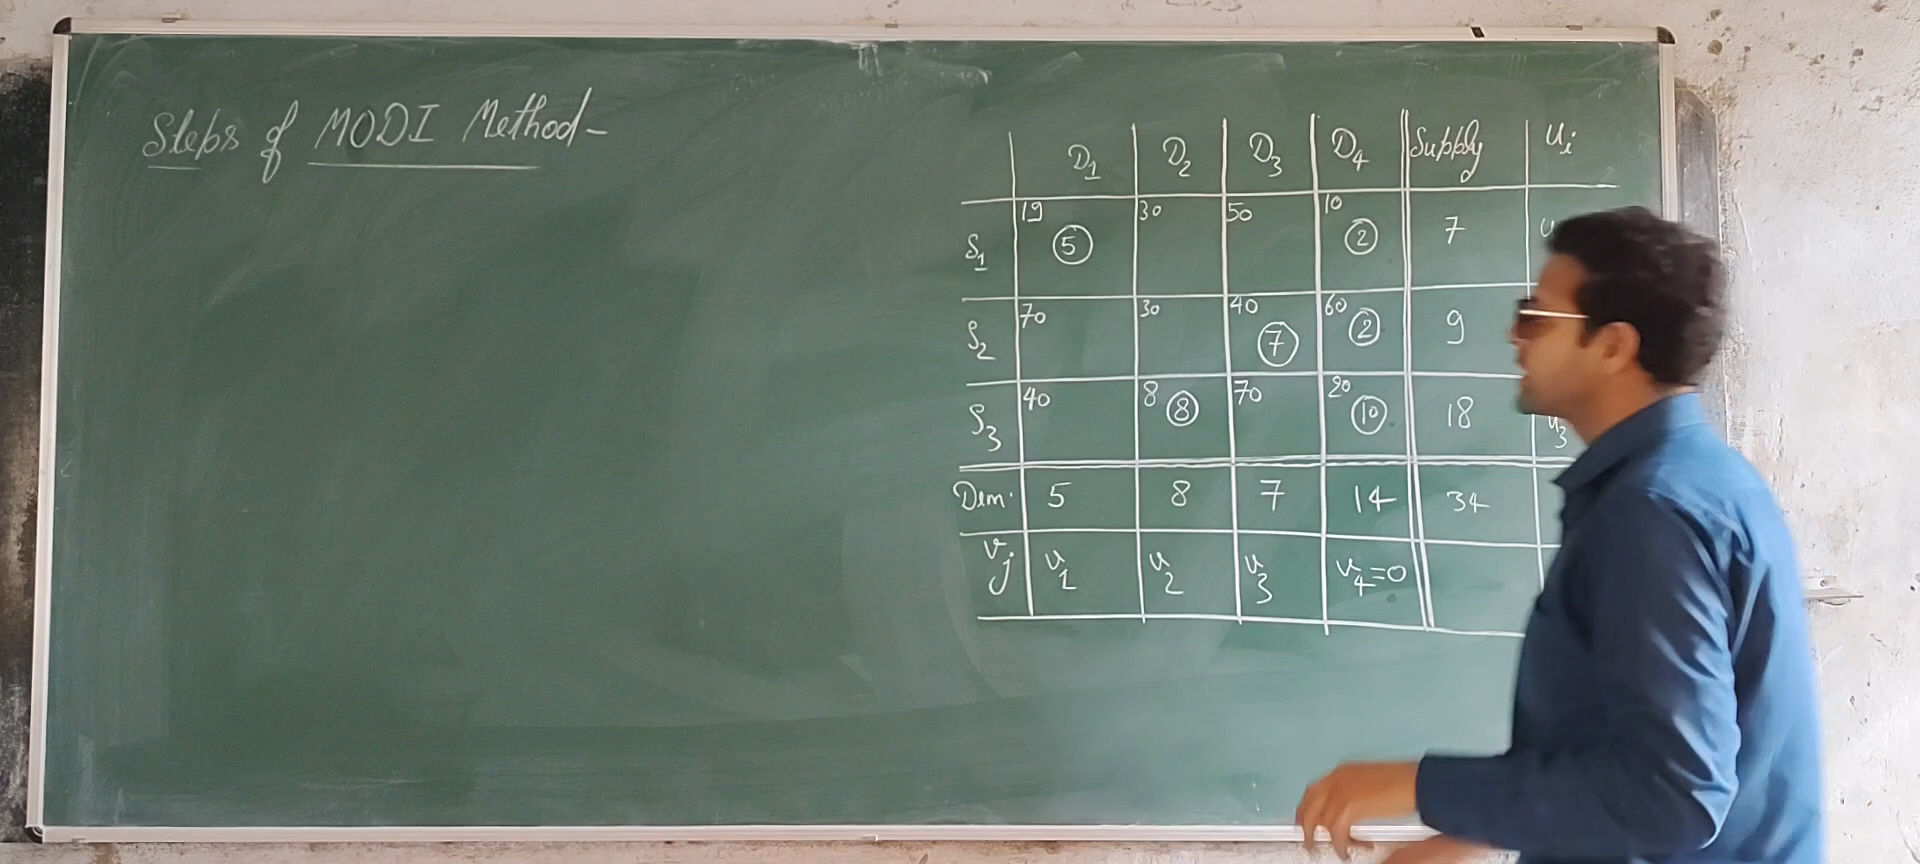 Steps of MODI Method-
D1 D2 D3 D4 Supply ui
S1 19 5 30 50 10 2 7 u
S2 70 30 40 7 60 2 9
S3 40 8 8 70 20 10 18 u3
Dem. 5 8 7 14 34
vj v1 v2 v3 v4=0